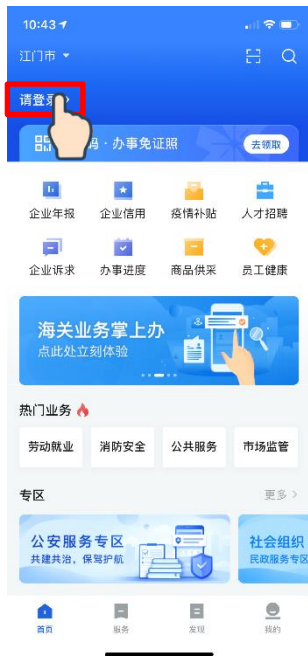 10:43
江门市
请登录
码·办事免证照
去领取
企业年报 企业信用 疫情补贴 人才招聘
企业诉求 办事进度 商品供采 员工健康
海关业务掌上办
点此处立刻体验
热门业务
劳动就业 消防安全 公共服务 市场监管
专区 更多
公安服务专区 社会组织
共建共治，保驾护航 民政服务专区
首页 服务 发现 我的